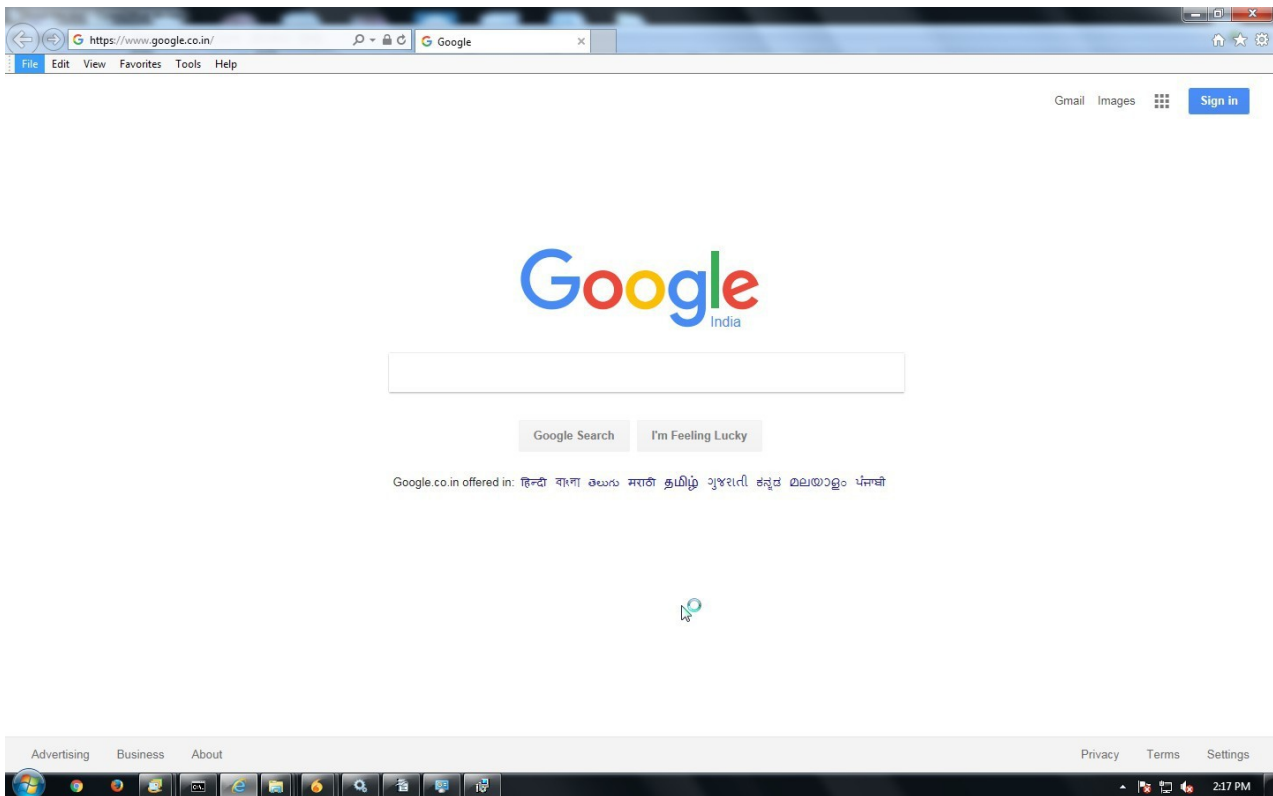 https://www.google.co.in/
Google
File Edit View Favorites Tools Help
Gmail Images Sign in
Google
India
Google Search I'm Feeling Lucky
Google.co.in offered in: हिन्दी বাংলা తెలుగు मराठी தமிழ் ગુજરાતી ಕನ್ನಡ മലയാളം ਪੰਜਾਬੀ
Advertising Business About Privacy Terms Settings
2:17 PM